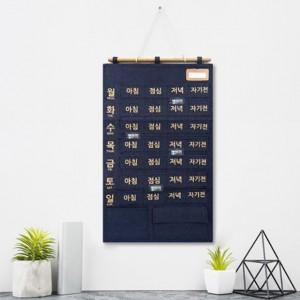 월 아침 점심 저녁 자기전
화 아침 점심 저녁 자기전
수 아침 점심 저녁 자기전
목 아침 점심 저녁 자기전
금 아침 점심 저녁 자기전
토 아침 점심 저녁 자기전
일 아침 점심 저녁 자기전